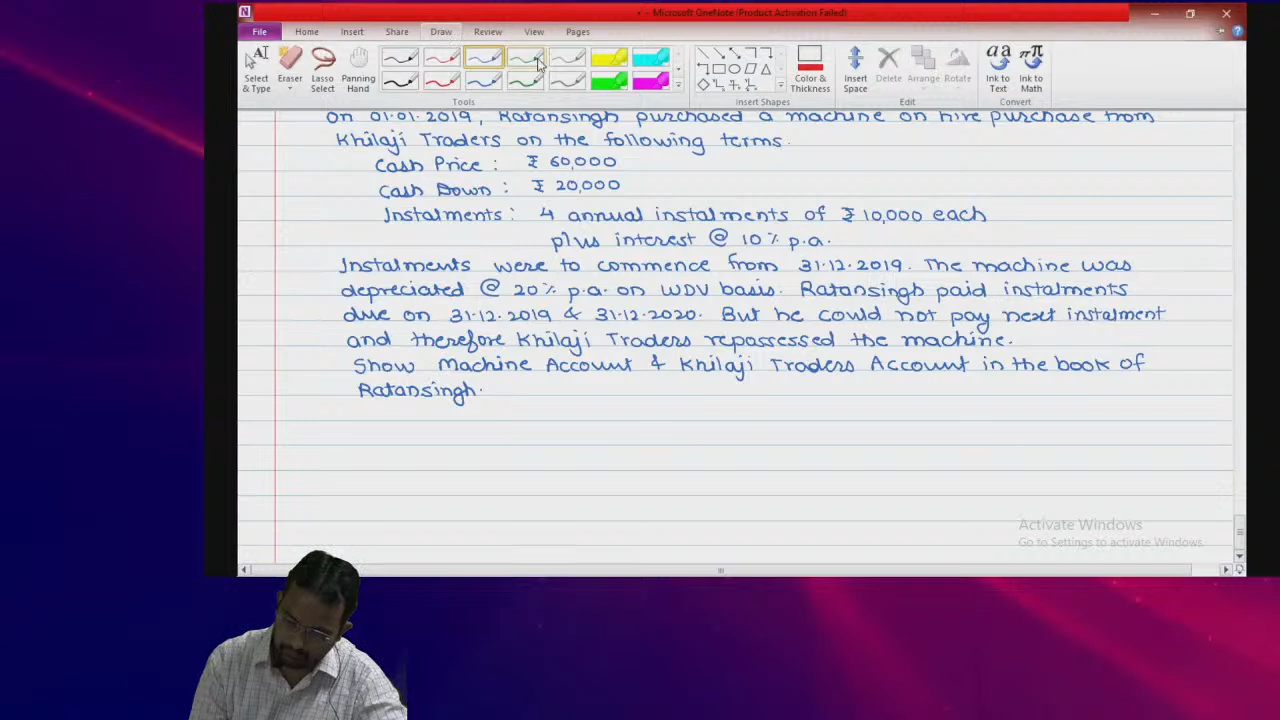 Microsoft OneNote (Product Activation Failed)
File Home Insert Share Draw Review View Pages
Select & Type
Eraser
Lasso Select
Panning Hand
Color & Thickness
Insert Space
Delete
Arrange
Rotate
Ink to Text
Ink to Math
Tools Insert Shapes Edit Convert
On 01.01.2019, Ratansingh purchased a machine on hire purchase from
Khilaji Traders on the following terms.
Cash Price : ₹ 60,000
Cash Down : ₹ 20,000
Instalments : 4 annual instalments of ₹ 10,000 each
plus interest @ 10% p.a.
Instalments were to commence from 31.12.2019. The machine was
depreciated @ 20% p.a. on WDV basis. Ratansingh paid instalments
due on 31.12.2019 & 31.12.2020. But he could not pay next instalment
and therefore Khilaji Traders repossessed the machine.
Show Machine Account & Khilaji Traders Account in the book of
Ratansingh.
Activate Windows
Go to Settings to activate Windows.